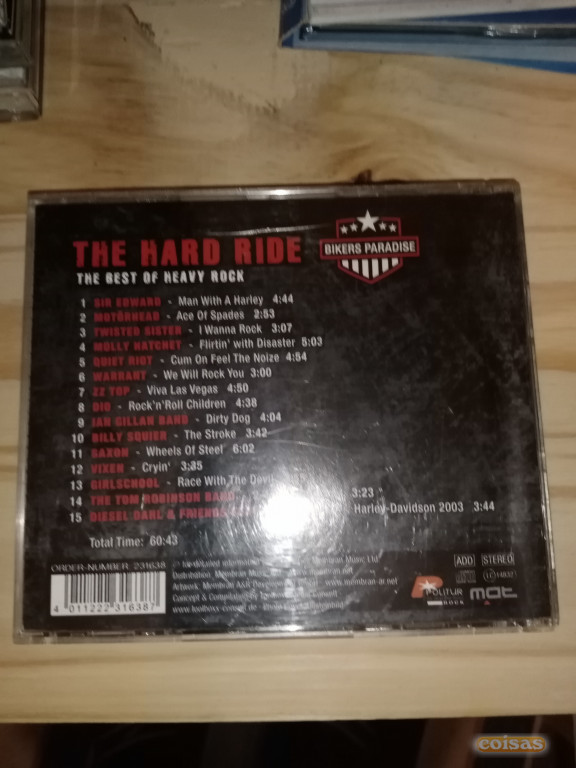 THE HARD RIDE
BIKERS PARADISE
THE BEST OF HEAVY ROCK
1 SIR EDWARD - Man With A Harley 4:44
2 MOTÖRHEAD - Ace Of Spades 2:53
3 TWISTED SISTER - I Wanna Rock 3:07
4 MOLLY HATCHET - Flirtin' with Disaster 5:03
5 QUIET RIOT - Cum On Feel The Noize 4:54
6 WARRANT - We Will Rock You 3:00
7 ZZ TOP - Viva Las Vegas 4:50
8 DIO - Rock'n'Roll Children 4:38
9 IAN GILLAN BAND - Dirty Dog 4:04
10 BILLY SQUIER - The Stroke 3:42
11 SAXON - Wheels Of Steel 6:02
12 VIXEN - Cryin' 3:35
13 GIRLSCHOOL - Race With The Devil
14 THE TOM ROBINSON BAND 3:23
15 DIESEL DAHL & FRIENDS Harley-Davidson 2003 3:44
Total Time: 60:43
ORDER-NUMBER 231638
4 011222 316387
ADD STEREO
POLITUR
ROCK
mat
coisas